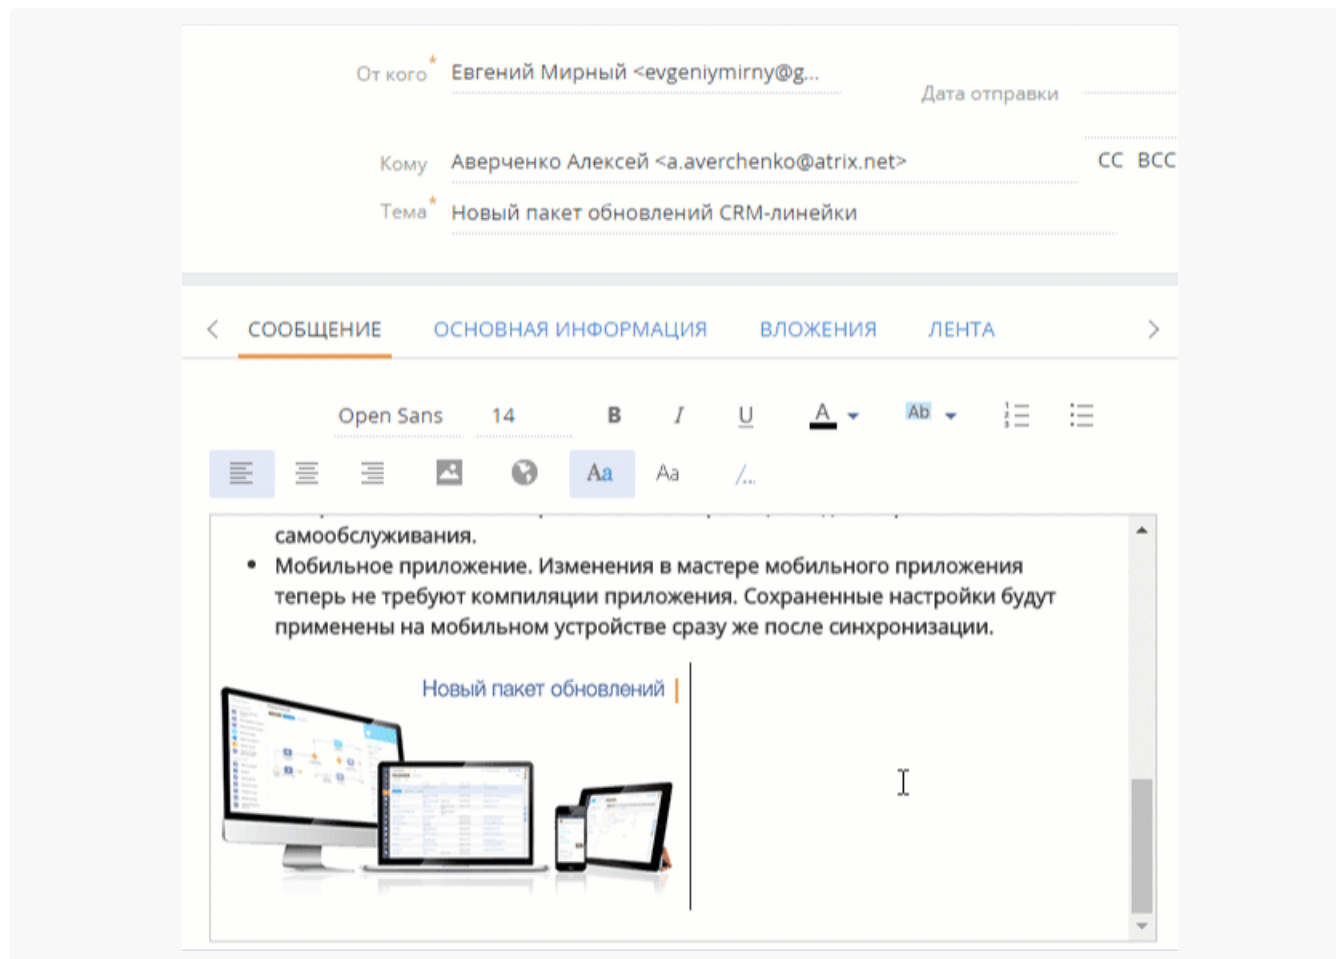 От кого*
Евгений Мирный <evgeniymirny@g...
Дата отправки
Кому
Аверченко Алексей <a.averchenko@atrix.net>
CC BCC
Тема*
Новый пакет обновлений CRM-линейки
СООБЩЕНИЕ ОСНОВНАЯ ИНФОРМАЦИЯ ВЛОЖЕНИЯ ЛЕНТА
Open Sans 14 B I U A Ab
Aa Aa /...
самообслуживания.
• Мобильное приложение. Изменения в мастере мобильного приложения
теперь не требуют компиляции приложения. Сохраненные настройки будут
применены на мобильном устройстве сразу же после синхронизации.
Новый пакет обновлений